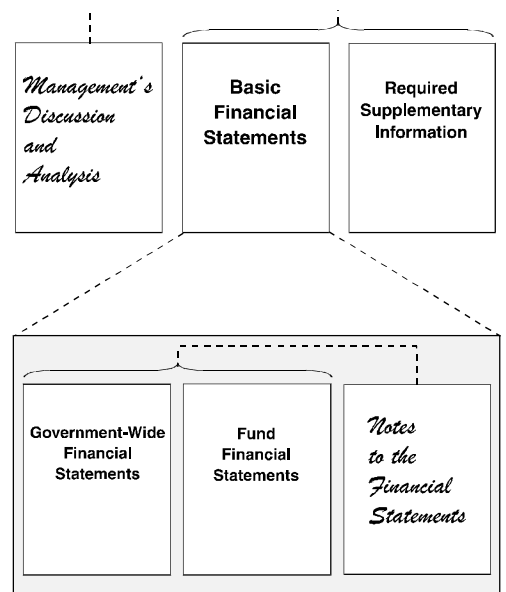 Management's
Discussion
and
Analysis
Basic
Financial
Statements
Required
Supplementary
Information
Government-Wide
Financial
Statements
Fund
Financial
Statements
Notes
to the
Financial
Statements